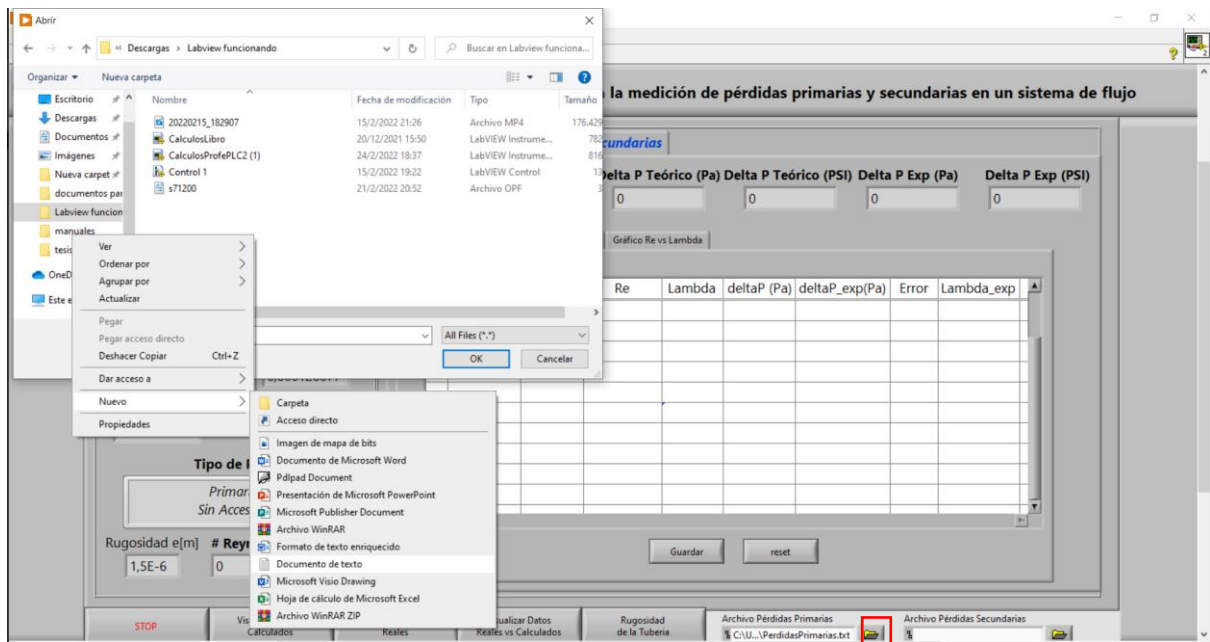 Abrir
« Descargas › Labview funcionando
Buscar en Labview funciona...
Organizar
Nueva carpeta
Escritorio
Descargas
Documentos
Imágenes
Nueva carpet
documentos par
Labview funcion
manuales
tesis
OneD
Este e
Nombre Fecha de modificación Tipo Tamaño
20220215_182907 15/2/2022 21:26 Archivo MP4 176.429
CalculosLibro 20/12/2021 15:50 LabVIEW Instrume... 782
CalculosProfePLC2 (1) 24/2/2022 18:37 LabVIEW Instrume... 816
Control 1 15/2/2022 19:22 LabVIEW Control 13
s71200 21/2/2022 20:52 Archivo OPF 3
All Files (*.*)
OK Cancelar
Ver
Ordenar por
Agrupar por
Actualizar
Pegar
Pegar acceso directo
Deshacer Copiar Ctrl+Z
Dar acceso a
Nuevo
Propiedades
Carpeta
Acceso directo
Imagen de mapa de bits
Documento de Microsoft Word
Pdlpad Document
Presentación de Microsoft PowerPoint
Microsoft Publisher Document
Archivo WinRAR
Formato de texto enriquecido
Documento de texto
Microsoft Visio Drawing
Hoja de cálculo de Microsoft Excel
Archivo WinRAR ZIP
la medición de pérdidas primarias y secundarias en un sistema de flujo
cundarias
Delta P Teórico (Pa) Delta P Teórico (PSI) Delta P Exp (Pa) Delta P Exp (PSI)
0 0 0 0
Gráfico Re vs Lambda
Re Lambda deltaP (Pa) deltaP_exp(Pa) Error Lambda_exp
Tipo de
Primar
Sin Acces
Rugosidad e[m] # Reyn
1,5E-6 0
Guardar reset
STOP
Vis
Calculados
Reales
ualizar Datos
Reales vs Calculados
Rugosidad
de la Tuberia
Archivo Pérdidas Primarias
C:\U...\PerdidasPrimarias.txt
Archivo Pérdidas Secundarias